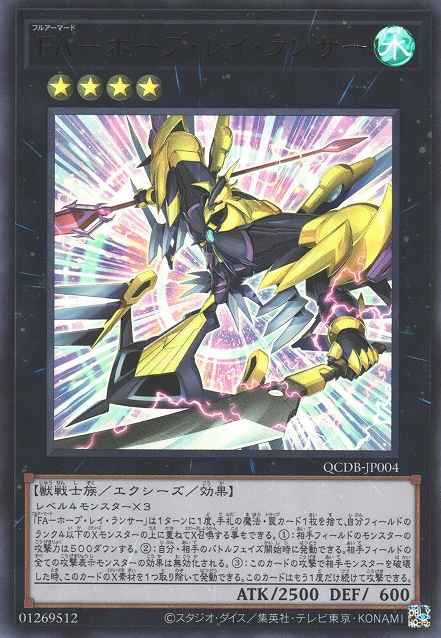 フルアーマード
FA－ホープ・レイ・ランサー
水
QCDB-JP004
【獣戦士族／エクシーズ／効果】
レベル４モンスター×３
「FA－ホープ・レイ・ランサー」は１ターンに１度、手札の魔法・罠カード１枚を捨て、自分フィールドの
ランク４以下のXモンスターの上に重ねてX召喚する事もできる。①：相手フィールドのモンスターの
攻撃力は５００ダウンする。②：自分・相手のバトルフェイズ開始時に発動できる。相手フィールドの
全ての攻撃表示モンスターの効果は無効化される。③：このカードの攻撃で相手モンスターを破壊
した時、このカードのX素材を１つ取り除いて発動できる。このカードはもう１度だけ続けて攻撃できる。
ATK/2500 DEF/ 600
01269512
©スタジオ・ダイス／集英社・テレビ東京・KONAMI